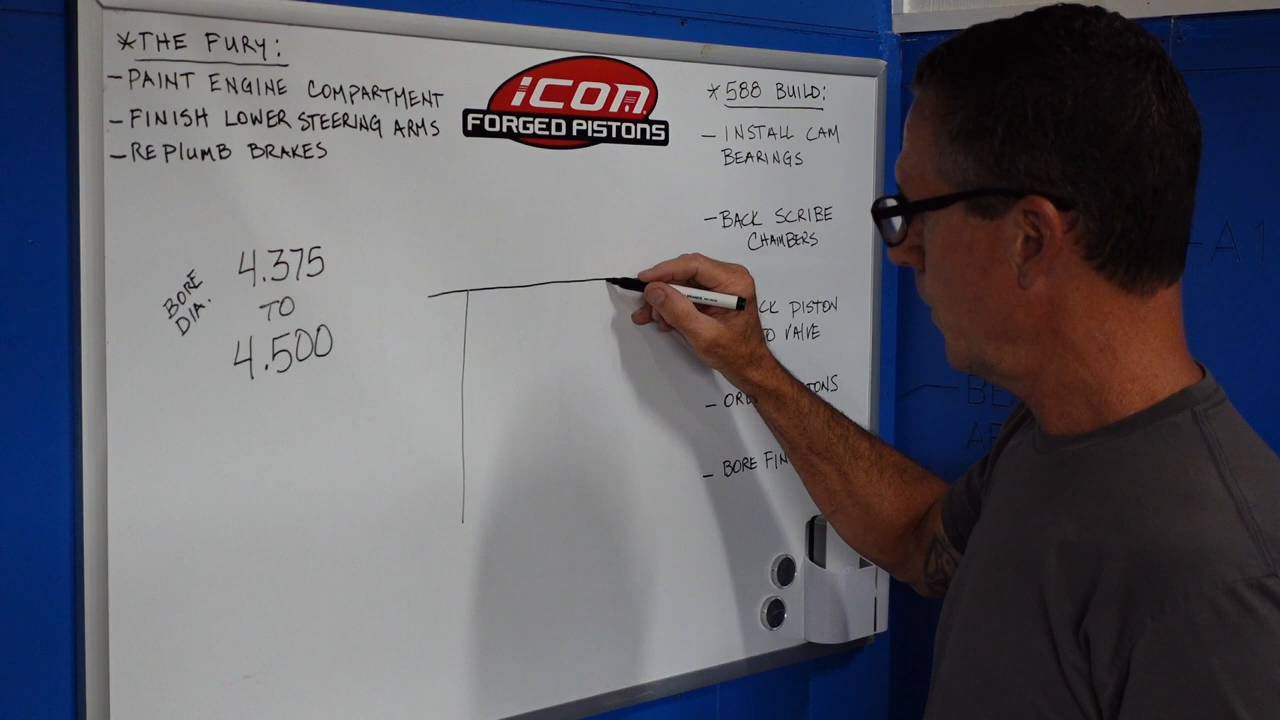 *THE FURY:
-PAINT ENGINE COMPARTMENT
-FINISH LOWER STEERING ARMS
-REPlUMB BRAKES
icon
FORGED PISTONS
*588 BUILD:
- INSTALL CAM
BEARINGS
-BACK SCRIBE
CHAMBERS
PISTON
VALVE
-
- BORE
BORE
DIA.
4.375
TO
4.500